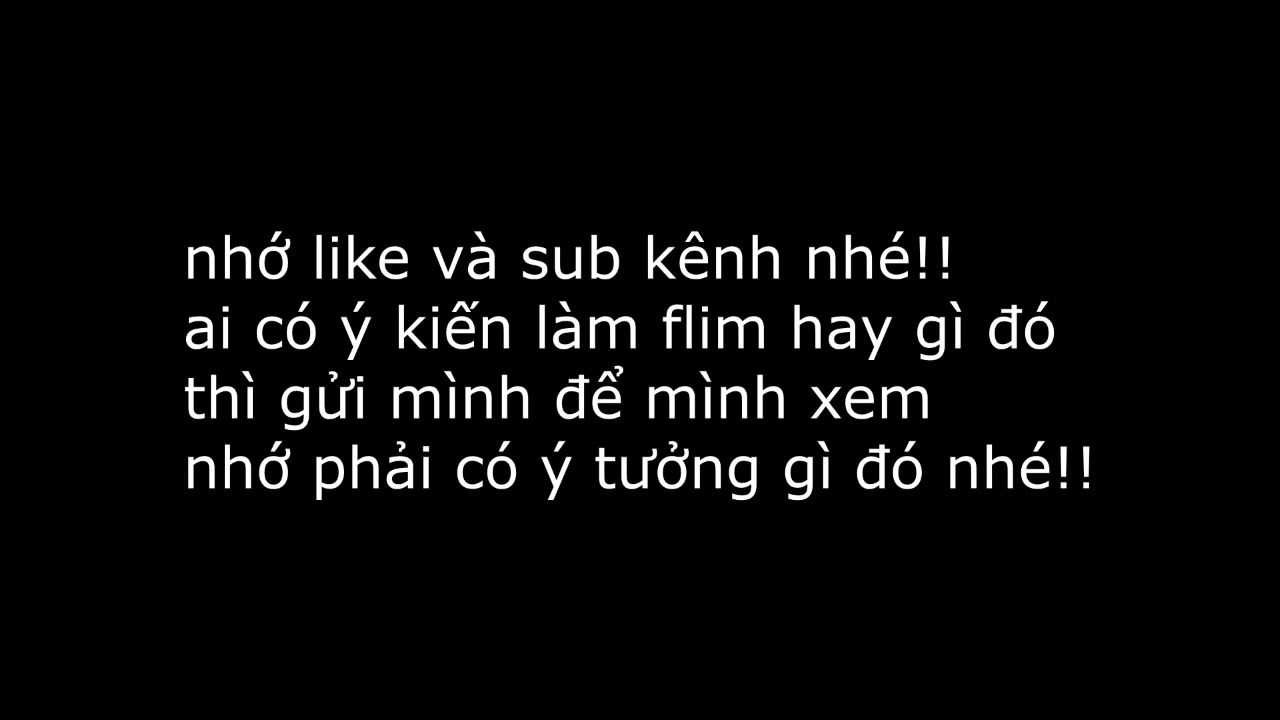 nhớ like và sub kênh nhé!!
ai có ý kiến làm flim hay gì đó
thì gửi mình để mình xem
nhớ phải có ý tưởng gì đó nhé!!